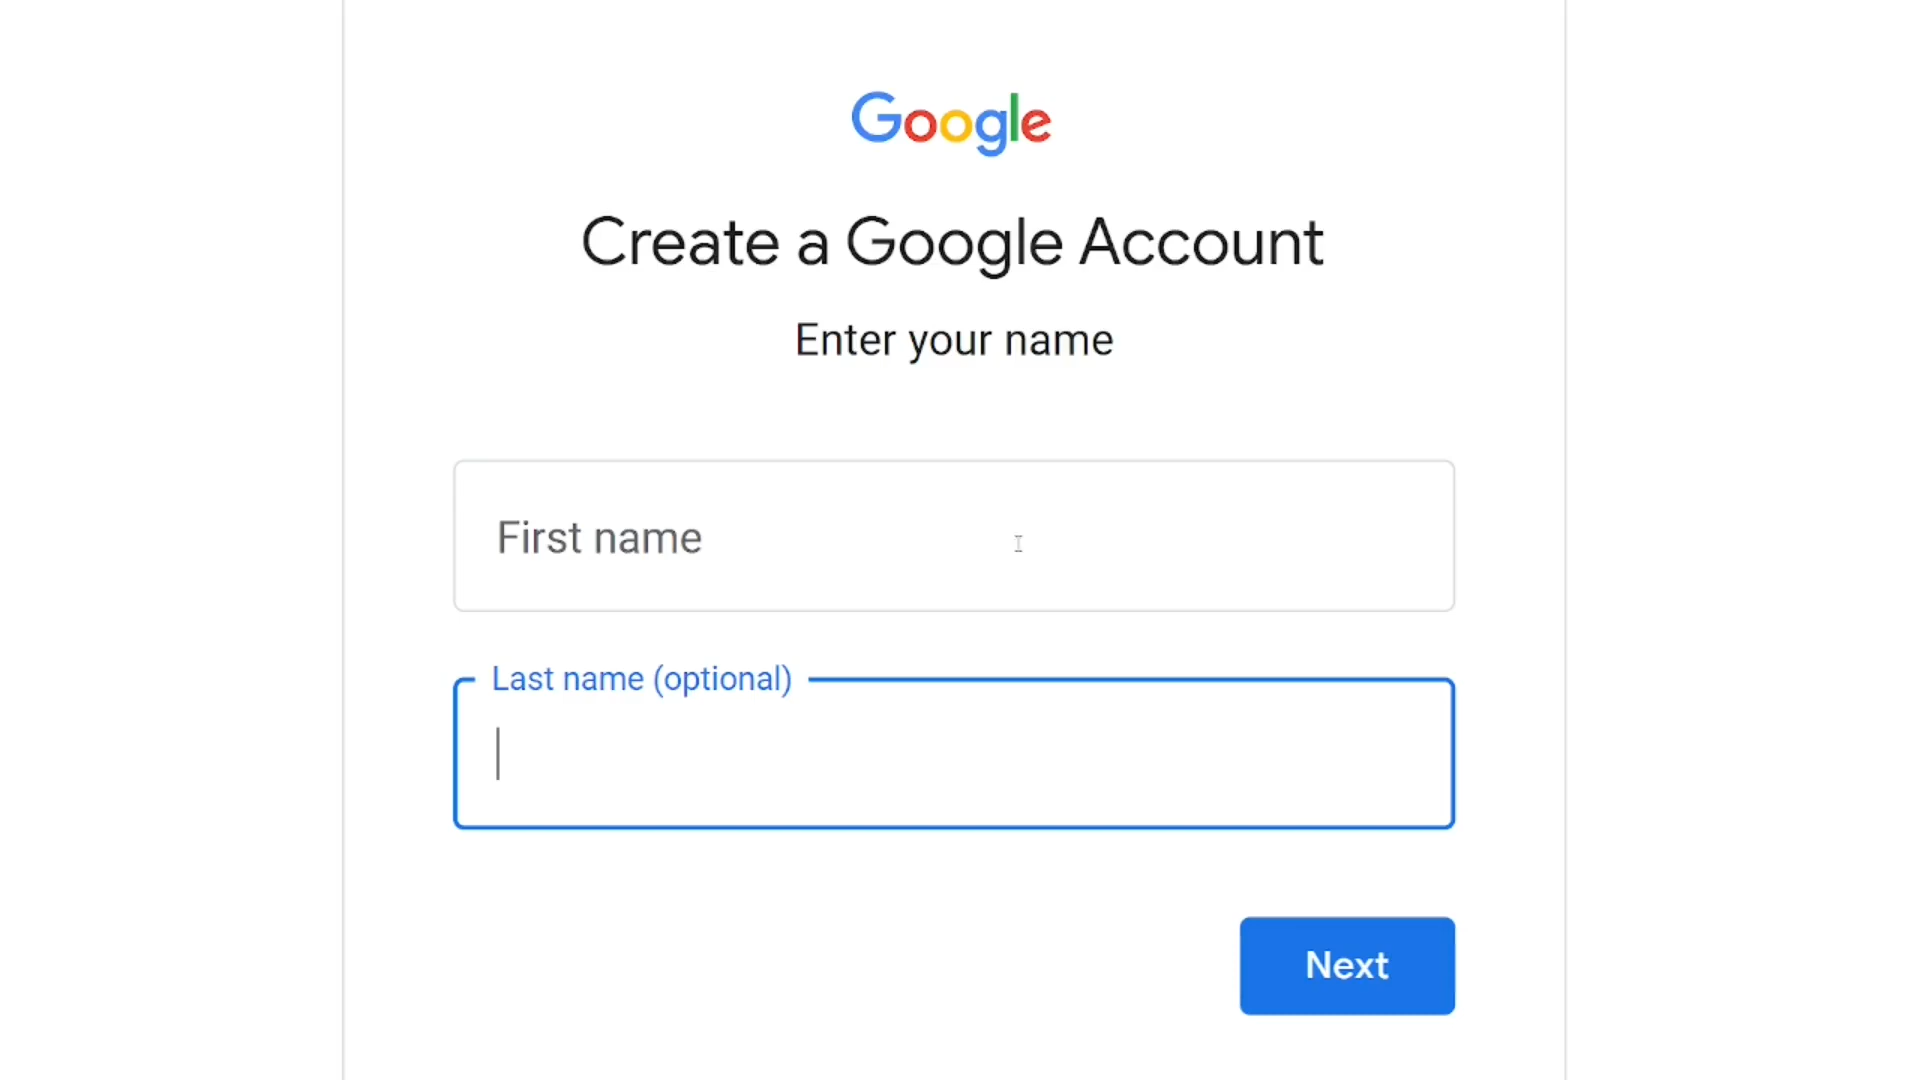 Google
Create a Google Account
Enter your name
First name
Last name (optional)
Next